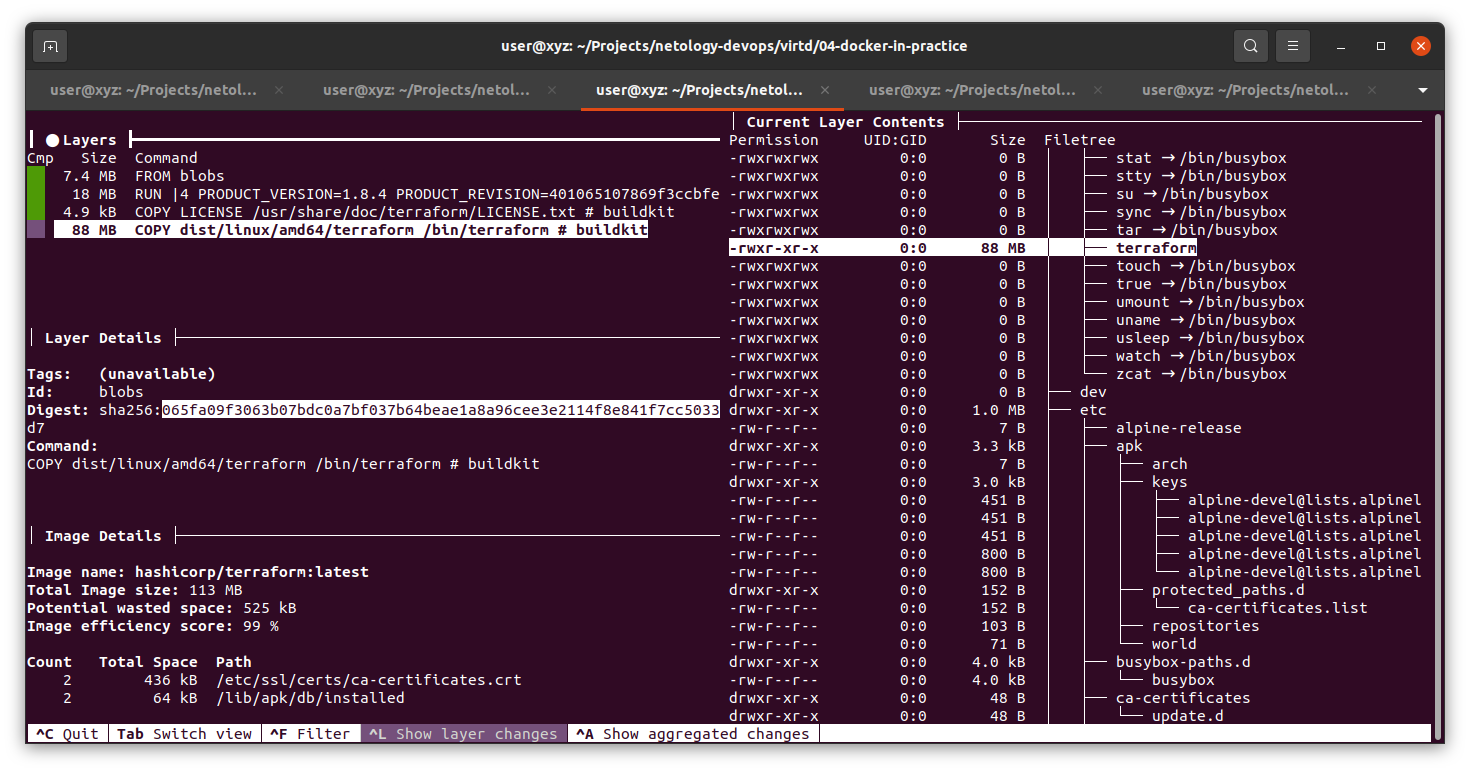 user@xyz: ~/Projects/netology-devops/virtd/04-docker-in-practice
user@xyz: ~/Projects/netol...
user@xyz: ~/Projects/netol...
user@xyz: ~/Projects/netol...
user@xyz: ~/Projects/netol...
user@xyz: ~/Projects/netol...
Layers
Cmp Size Command
7.4 MB FROM blobs
18 MB RUN |4 PRODUCT_VERSION=1.8.4 PRODUCT_REVISION=401065107869f3ccbfe
4.9 kB COPY LICENSE /usr/share/doc/terraform/LICENSE.txt # buildkit
88 MB COPY dist/linux/amd64/terraform /bin/terraform # buildkit
Layer Details
Tags: (unavailable)
Id: blobs
Digest: sha256:065fa09f3063b07bdc0a7bf037b64beae1a8a96cee3e2114f8e841f7cc5033
d7
Command:
COPY dist/linux/amd64/terraform /bin/terraform # buildkit
Image Details
Image name: hashicorp/terraform:latest
Total Image size: 113 MB
Potential wasted space: 525 kB
Image efficiency score: 99 %
Count Total Space Path
2 436 kB /etc/ssl/certs/ca-certificates.crt
2 64 kB /lib/apk/db/installed
Current Layer Contents
Permission UID:GID Size Filetree
-rwxrwxrwx 0:0 0 B stat → /bin/busybox
-rwxrwxrwx 0:0 0 B stty → /bin/busybox
-rwxrwxrwx 0:0 0 B su → /bin/busybox
-rwxrwxrwx 0:0 0 B sync → /bin/busybox
-rwxrwxrwx 0:0 0 B tar → /bin/busybox
-rwxr-xr-x 0:0 88 MB terraform
-rwxrwxrwx 0:0 0 B touch → /bin/busybox
-rwxrwxrwx 0:0 0 B true → /bin/busybox
-rwxrwxrwx 0:0 0 B umount → /bin/busybox
-rwxrwxrwx 0:0 0 B uname → /bin/busybox
-rwxrwxrwx 0:0 0 B usleep → /bin/busybox
-rwxrwxrwx 0:0 0 B watch → /bin/busybox
-rwxrwxrwx 0:0 0 B zcat → /bin/busybox
drwxr-xr-x 0:0 0 B dev
drwxr-xr-x 0:0 1.0 MB etc
-rw-r--r-- 0:0 7 B alpine-release
drwxr-xr-x 0:0 3.3 kB apk
-rw-r--r-- 0:0 7 B arch
drwxr-xr-x 0:0 3.0 kB keys
-rw-r--r-- 0:0 451 B alpine-devel@lists.alpinel
-rw-r--r-- 0:0 451 B alpine-devel@lists.alpinel
-rw-r--r-- 0:0 451 B alpine-devel@lists.alpinel
-rw-r--r-- 0:0 800 B alpine-devel@lists.alpinel
-rw-r--r-- 0:0 800 B alpine-devel@lists.alpinel
drwxr-xr-x 0:0 152 B protected_paths.d
-rw-r--r-- 0:0 152 B ca-certificates.list
-rw-r--r-- 0:0 103 B repositories
-rw-r--r-- 0:0 71 B world
drwxr-xr-x 0:0 4.0 kB busybox-paths.d
-rw-r--r-- 0:0 4.0 kB busybox
drwxr-xr-x 0:0 48 B ca-certificates
drwxr-xr-x 0:0 48 B update.d
^C Quit Tab Switch view ^F Filter ^L Show layer changes ^A Show aggregated changes